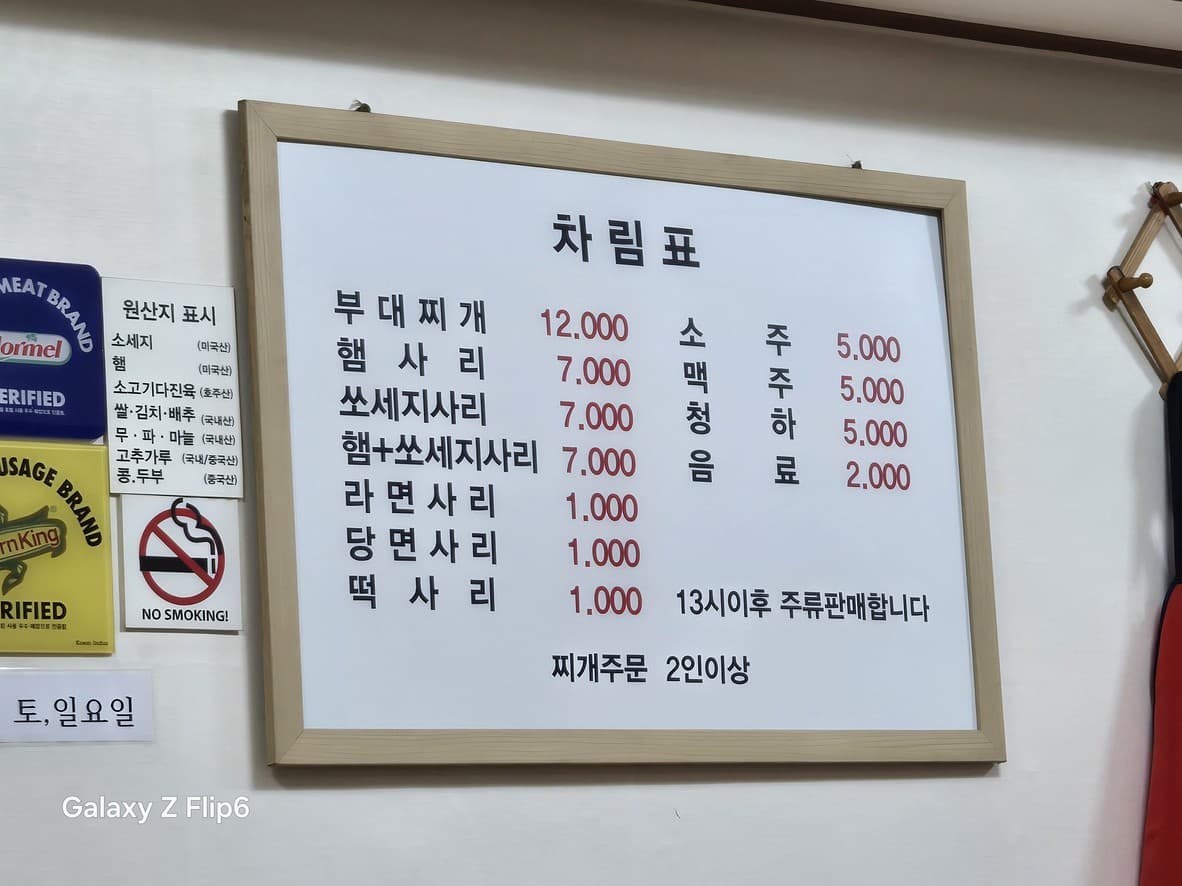 MEAT BRAND
ormel
ERIFIED
USAGE BRAND
rnKing
RIFIED
원산지 표시
소세지 (미국산)
햄 (미국산)
소고기다진육 (호주산)
쌀·김치·배추 (국내산)
무·파·마늘 (국내산)
고추가루 (국내/중국산)
콩.두부 (중국산)
NO SMOKING!
토,일요일
차림표
부대찌개 12.000
햄사리 7.000
쏘세지사리 7.000
햄+쏘세지사리 7.000
라면사리 1.000
당면사리 1.000
떡사리 1.000
소주 5.000
맥주 5.000
청하 5.000
음료 2.000
13시이후 주류판매합니다
찌개주문 2인이상
Galaxy Z Flip6